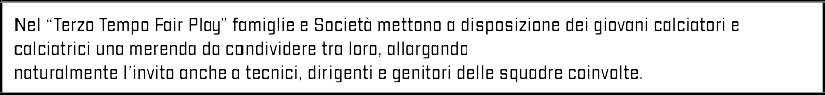 Nel “Terzo Tempo Fair Play” famiglie e Società mettono a disposizione dei giovani calciatori e
calciatrici una merenda da condividere tra loro, allargando
naturalmente l’invito anche a tecnici, dirigenti e genitori delle squadre coinvolte.